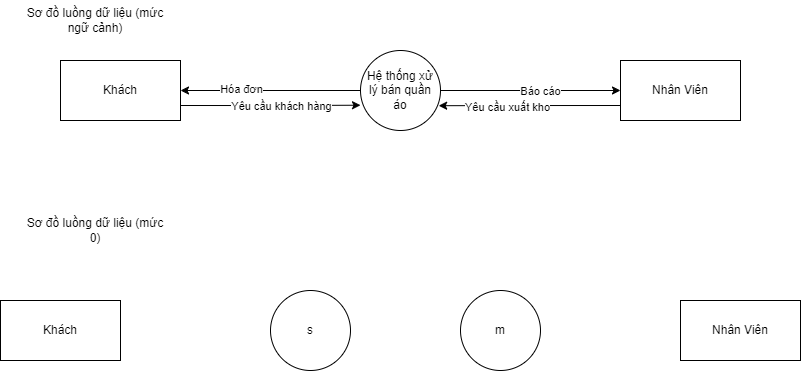 Sơ đồ luồng dữ liệu (mức
ngữ cảnh)
Khách
Hóa đơn
Yêu cầu khách hàng
Hệ thống xử
lý bán quần
áo
Báo cáo
Yêu cầu xuất kho
Nhân Viên
Sơ đồ luồng dữ liệu (mức
0)
Khách
s
m
Nhân Viên